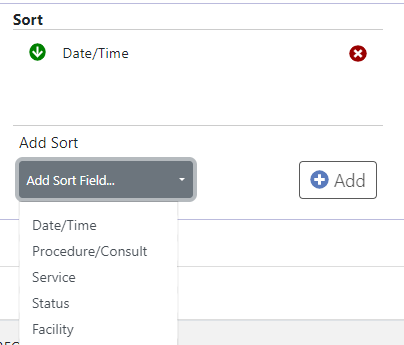 Sort
Date/Time
Add Sort
Add Sort Field...
Add
Date/Time
Procedure/Consult
Service
Status
Facility